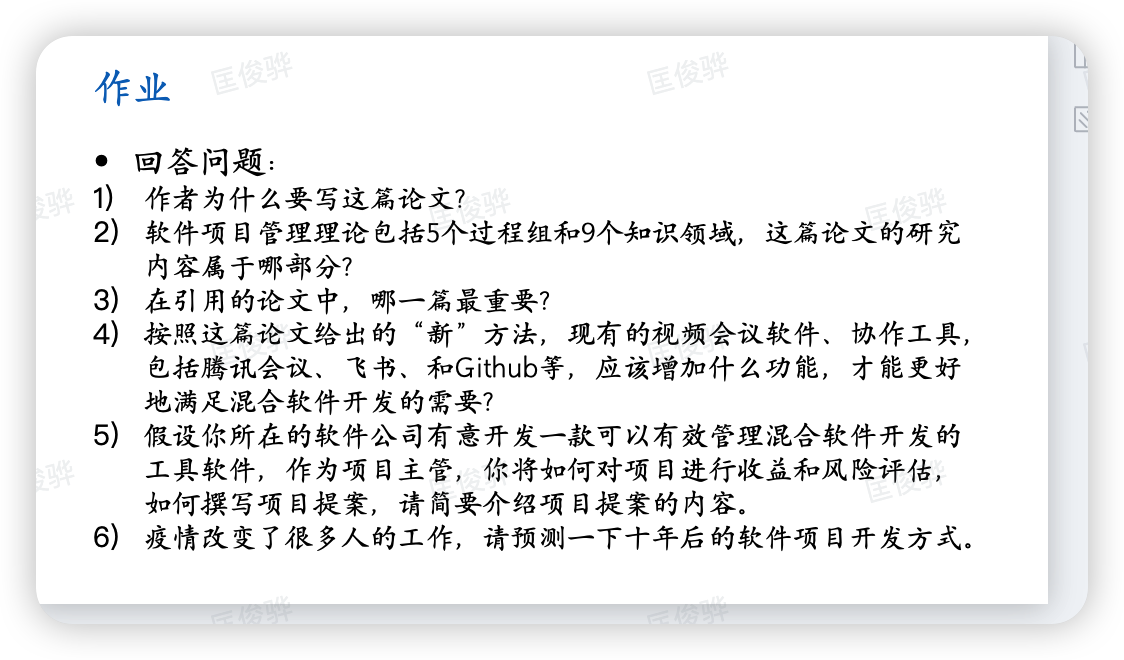 作业
• 回答问题：
1) 作者为什么要写这篇论文？
2) 软件项目管理理论包括5个过程组和9个知识领域，这篇论文的研究
内容属于哪部分？
3) 在引用的论文中，哪一篇最重要？
4) 按照这篇论文给出的“新”方法，现有的视频会议软件、协作工具，
包括腾讯会议、飞书、和Github等，应该增加什么功能，才能更好
地满足混合软件开发的需要？
5) 假设你所在的软件公司有意开发一款可以有效管理混合软件开发的
工具软件，作为项目主管，你将如何对项目进行收益和风险评估，
如何撰写项目提案，请简要介绍项目提案的内容。
6) 疫情改变了很多人的工作，请预测一下十年后的软件项目开发方式。
匡俊骅
匡俊骅
俊骅
匡俊骅
匡俊骅
匡俊骅
匡俊骅
俊骅
匡俊骅
匡俊骅
匡俊骅
匡俊骅